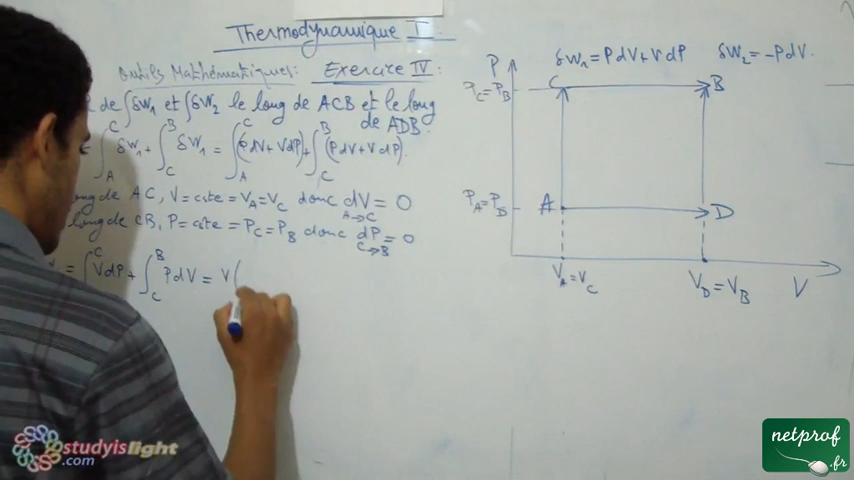 Thermodynamique I
Outils Mathématiques: Exercice IV
de ∫δW₁ et ∫δW₂ le long de ACB et le long
de ADB.
∫_A^C δW₁ + ∫_C^B δW₁ = ∫_A^C (PdV+VdP) + ∫_C^B (PdV+VdP).
long de AC, V=cste=V_A=V_C donc dV = 0
A→C
long de CB, P=cste=P_C=P_B donc dP = 0
C→B
= ∫^C VdP + ∫_C^B PdV = V(
δW₁=PdV+VdP δW₂=-PdV.
P
C B
P_C=P_B
P_A=P_D A D
V_A=V_C V_D=V_B V
studyislight
.com
netprof
.fr